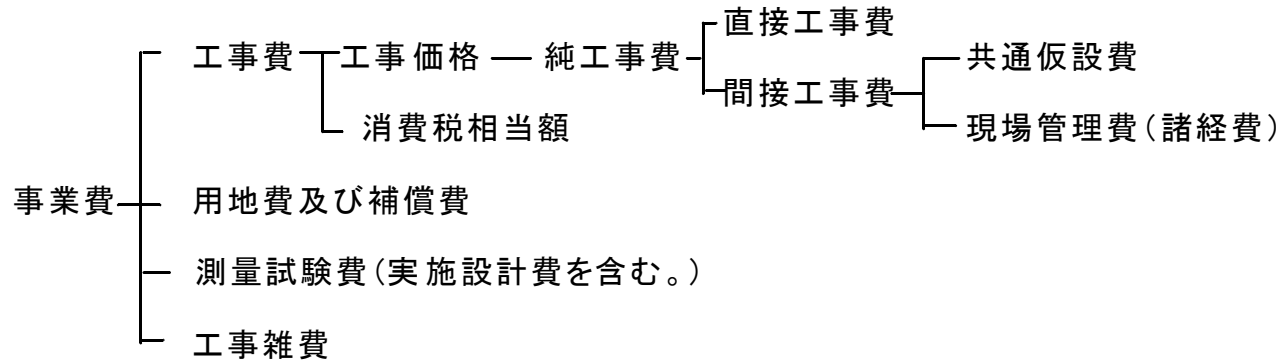 直接工事費
工事費 工事価格 純工事費
共通仮設費
間接工事費
消費税相当額
現場管理費(諸経費)
事業費
用地費及び補償費
測量試験費(実施設計費を含む。)
工事雑費